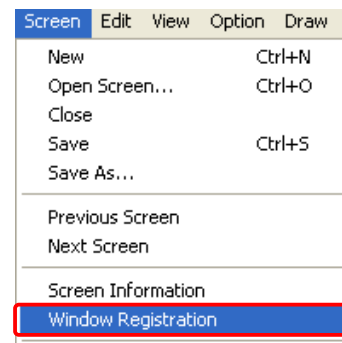 Screen Edit View Option Draw
New Ctrl+N
Open Screen... Ctrl+O
Close
Save Ctrl+S
Save As...
Previous Screen
Next Screen
Screen Information
Window Registration